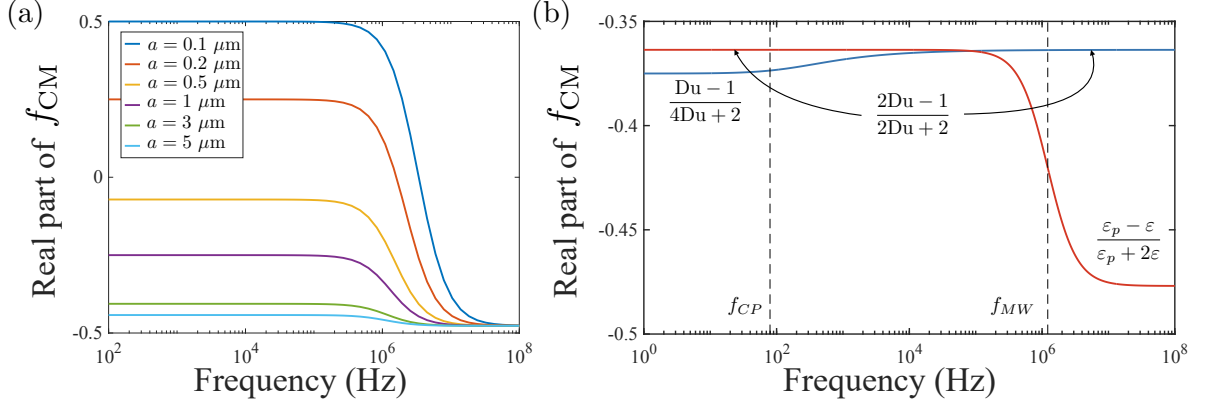 (a)
Real part of f_CM
0.5
0
-0.5
a = 0.1 μm
a = 0.2 μm
a = 0.5 μm
a = 1 μm
a = 3 μm
a = 5 μm
10^2
10^4
10^6
10^8
Frequency (Hz)
(b)
Real part of f_CM
-0.35
-0.4
-0.45
-0.5
Du − 1
4Du + 2
2Du − 1
2Du + 2
ε_p − ε
ε_p + 2ε
f_CP
f_MW
10^0
10^2
10^4
10^6
10^8
Frequency (Hz)